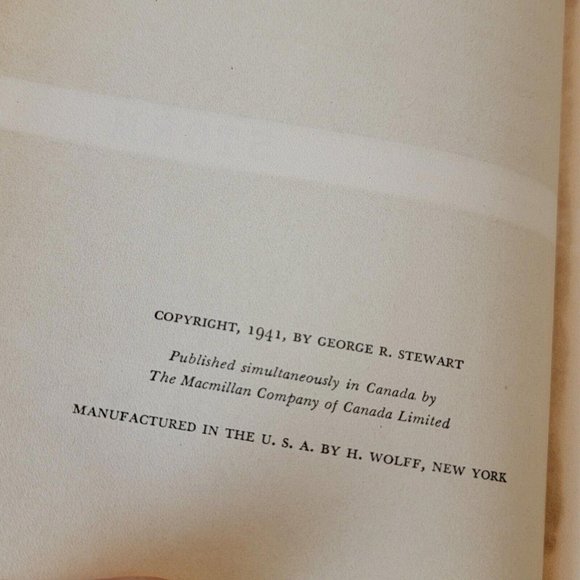 COPYRIGHT, 1941, BY GEORGE R. STEWART
Published simultaneously in Canada by
The Macmillan Company of Canada Limited
MANUFACTURED IN THE U. S. A. BY H. WOLFF, NEW YORK